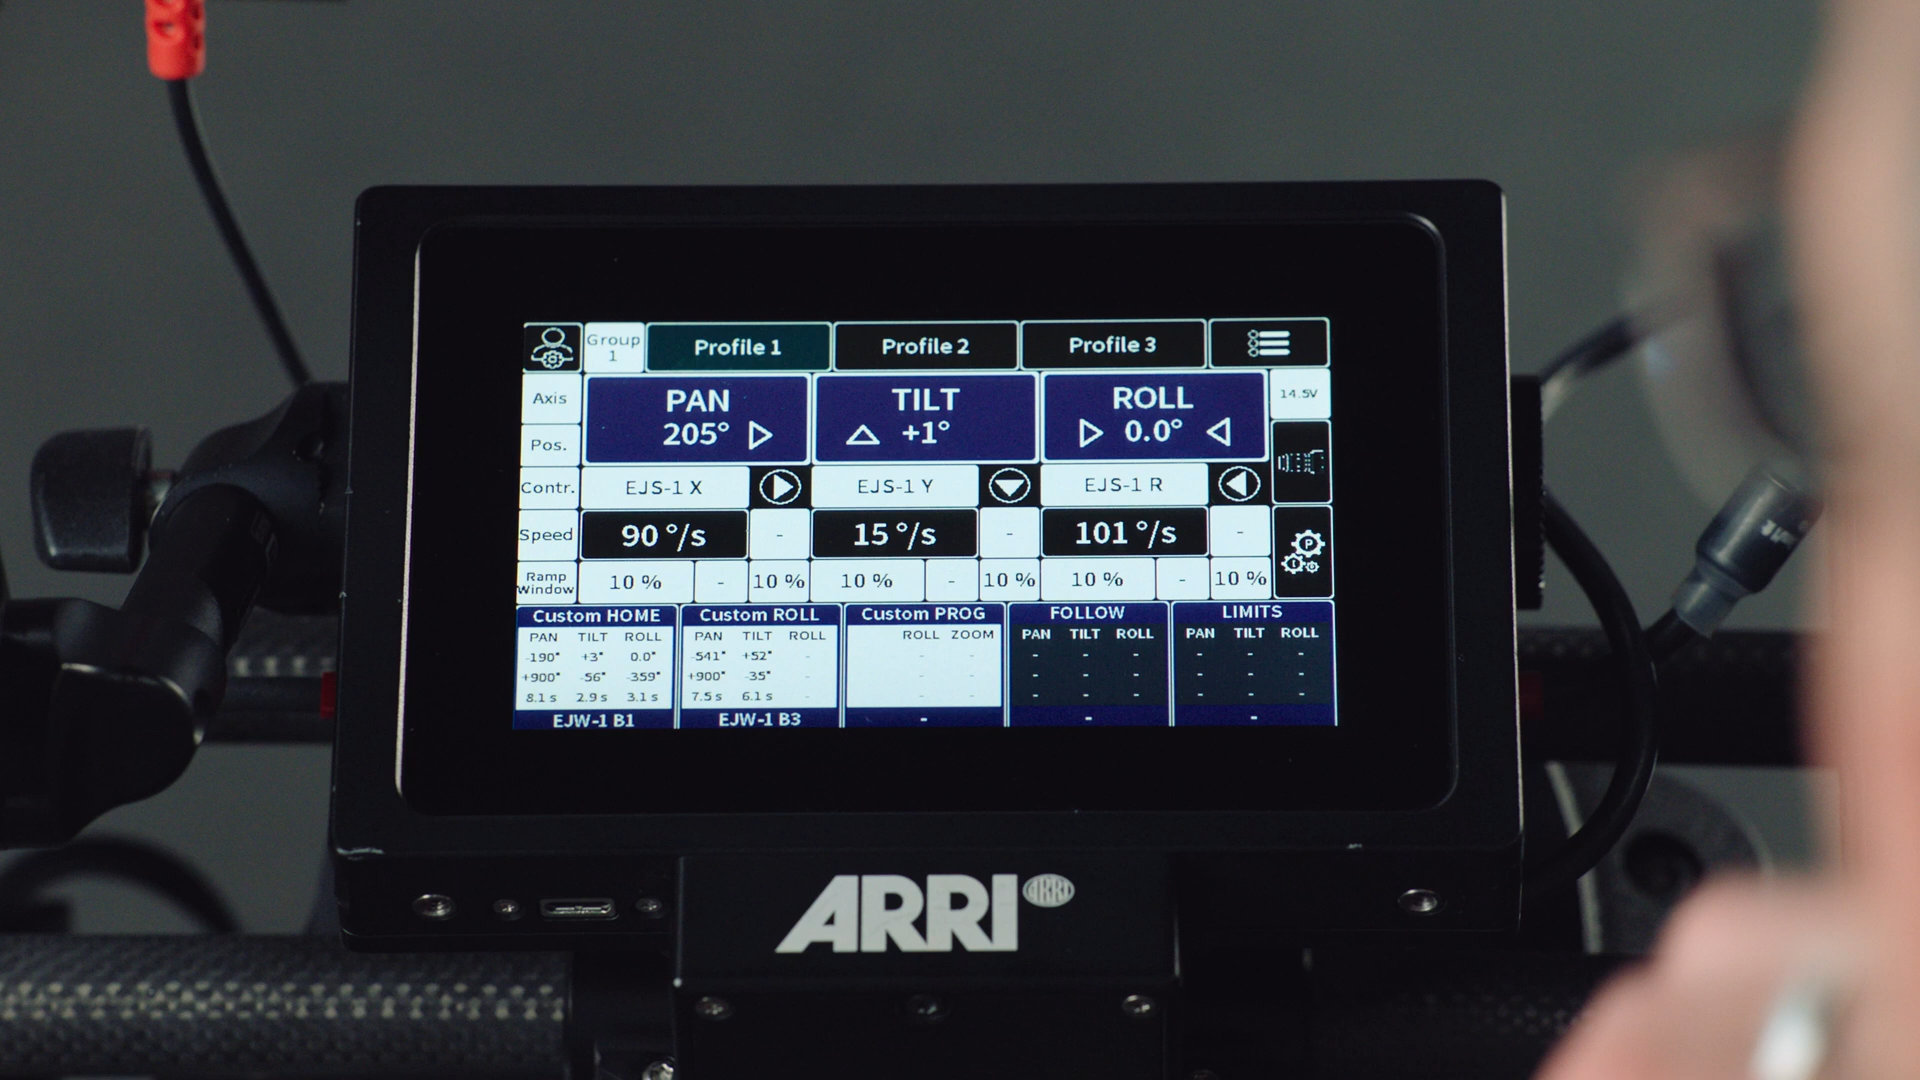 Group 1 Profile 1 Profile 2 Profile 3
Axis PAN TILT ROLL 14.5V
Pos. 205° +1° 0.0°
Contr. EJS-1 X EJS-1 Y EJS-1 R
Speed 90 °/s - 15 °/s - 101 °/s - P
Ramp Window 10 % - 10 % 10 % - 10 % 10 % - 10 %
Custom HOME Custom ROLL Custom PROG FOLLOW LIMITS
PAN TILT ROLL PAN TILT ROLL ROLL ZOOM PAN TILT ROLL PAN TILT ROLL
-190° +3° 0.0° -541° +52° - - - - - - - - -
+900° -56° -359° +900° -35° - - - - - - - - -
8.1 s 2.9 s 3.1 s 7.5 s 6.1 s - - - - - - - - -
EJW-1 B1 EJW-1 B3 - - -
ARRI ARRI